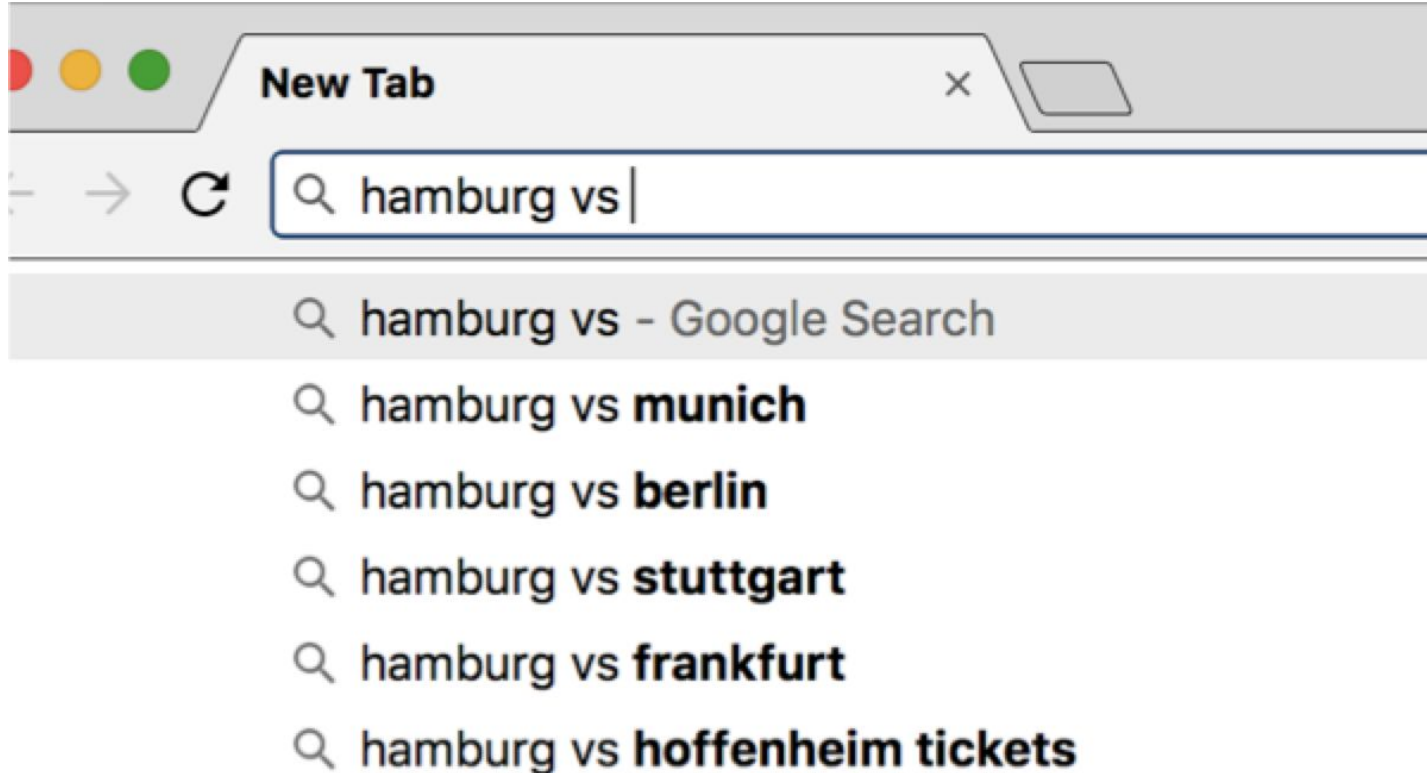 New Tab
hamburg vs
hamburg vs - Google Search
hamburg vs munich
hamburg vs berlin
hamburg vs stuttgart
hamburg vs frankfurt
hamburg vs hoffenheim tickets